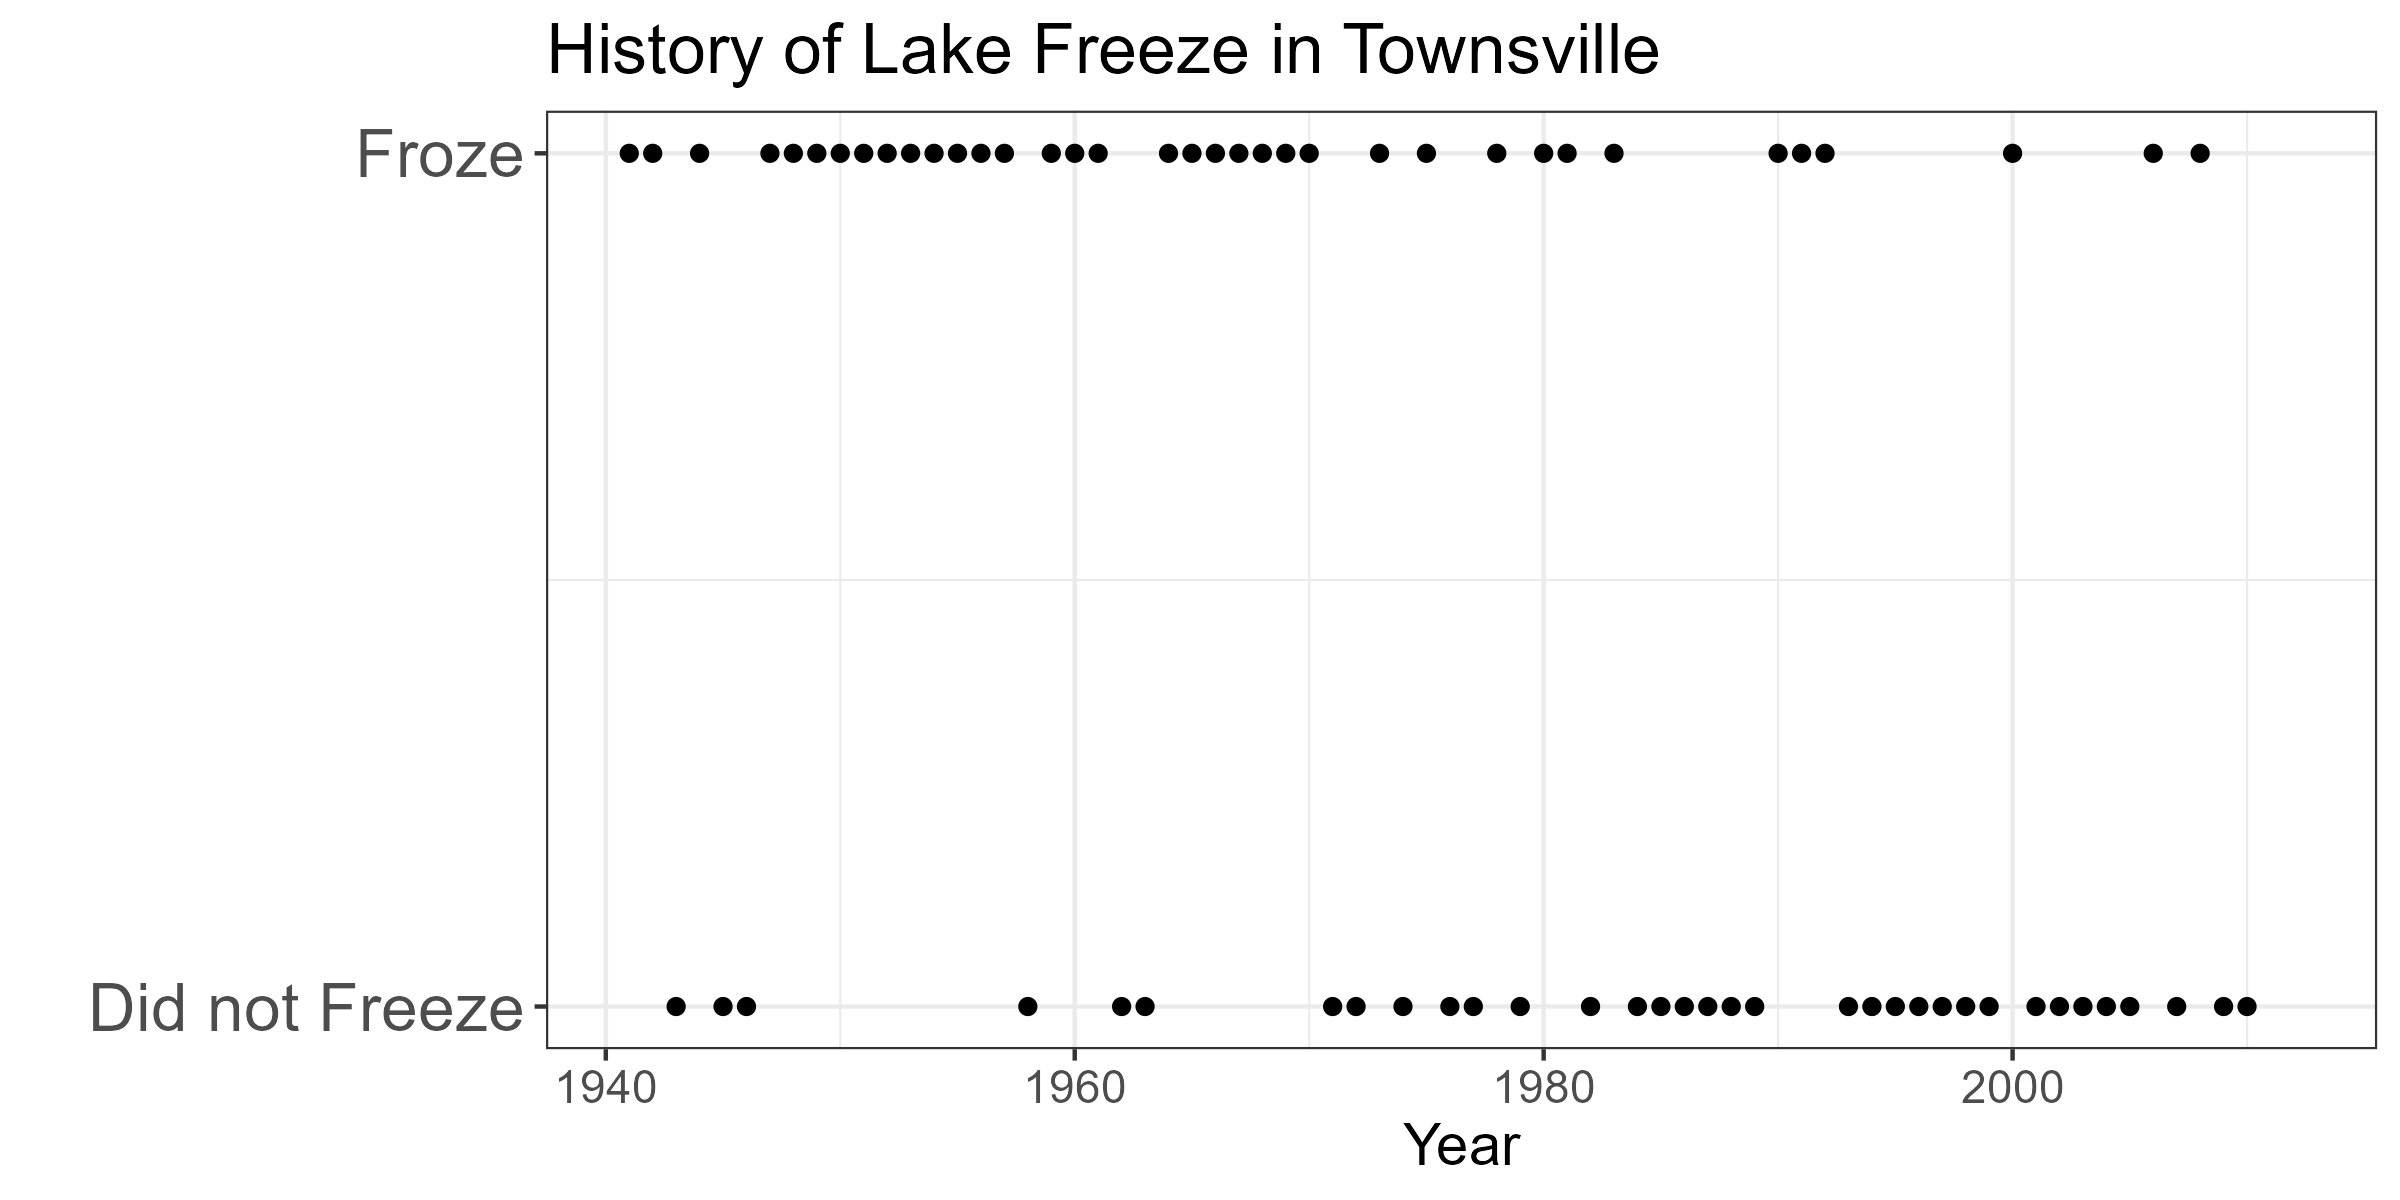 History of Lake Freeze in Townsville
Froze
Did not Freeze
1940 1960 1980 2000
Year